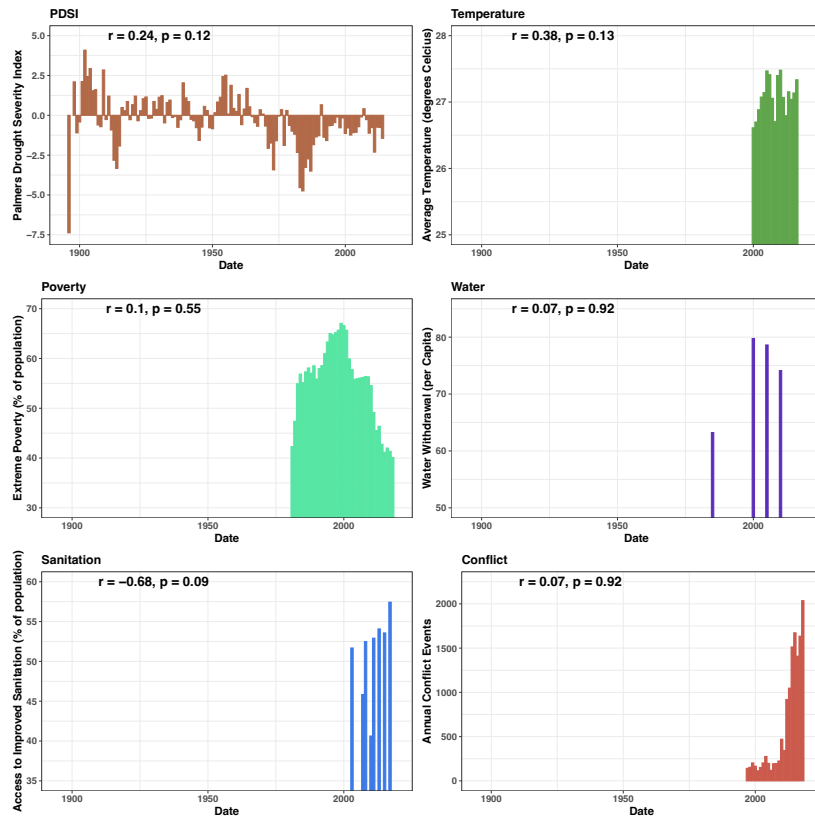 PDSI
r = 0.24, p = 0.12
5.0
2.5
0.0
−2.5
−5.0
−7.5
Palmers Drought Severity Index
1900
1950
2000
Date
Temperature
r = 0.38, p = 0.13
28
27
26
25
Average Temperature (degrees Celcius)
1900
1950
2000
Date
Poverty
r = 0.1, p = 0.55
70
60
50
40
30
Extreme Poverty (% of population)
1900
1950
2000
Date
Water
r = 0.07, p = 0.92
80
70
60
50
Water Withdrawal (per Capita)
1900
1950
2000
Date
Sanitation
r = −0.68, p = 0.09
60
55
50
45
40
35
Access to Improved Sanitation (% of population)
1900
1950
2000
Date
Conflict
r = 0.07, p = 0.92
2000
1500
1000
500
0
Annual Conflict Events
1900
1950
2000
Date